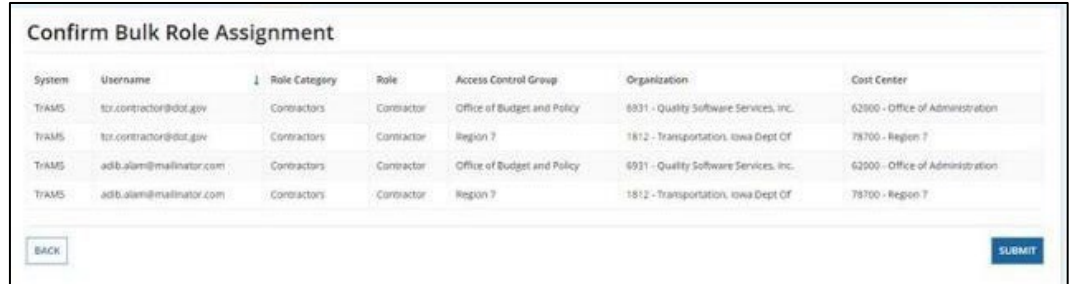 Confirm Bulk Role Assignment
System Username ↓ Role Category Role Access Control Group Organization Cost Center
TrAMS tcr.contractor@dot.gov Contractors Contractor Office of Budget and Policy 6931 - Quality Software Services, Inc. 62000 - Office of Administration
TrAMS tcr.contractor@dot.gov Contractors Contractor Region 7 1812 - Transportation, Iowa Dept Of 78700 - Region 7
TrAMS adib.alam@mailinator.com Contractors Contractor Office of Budget and Policy 6931 - Quality Software Services, Inc. 62000 - Office of Administration
TrAMS adib.alam@mailinator.com Contractors Contractor Region 7 1812 - Transportation, Iowa Dept Of 78700 - Region 7
BACK SUBMIT